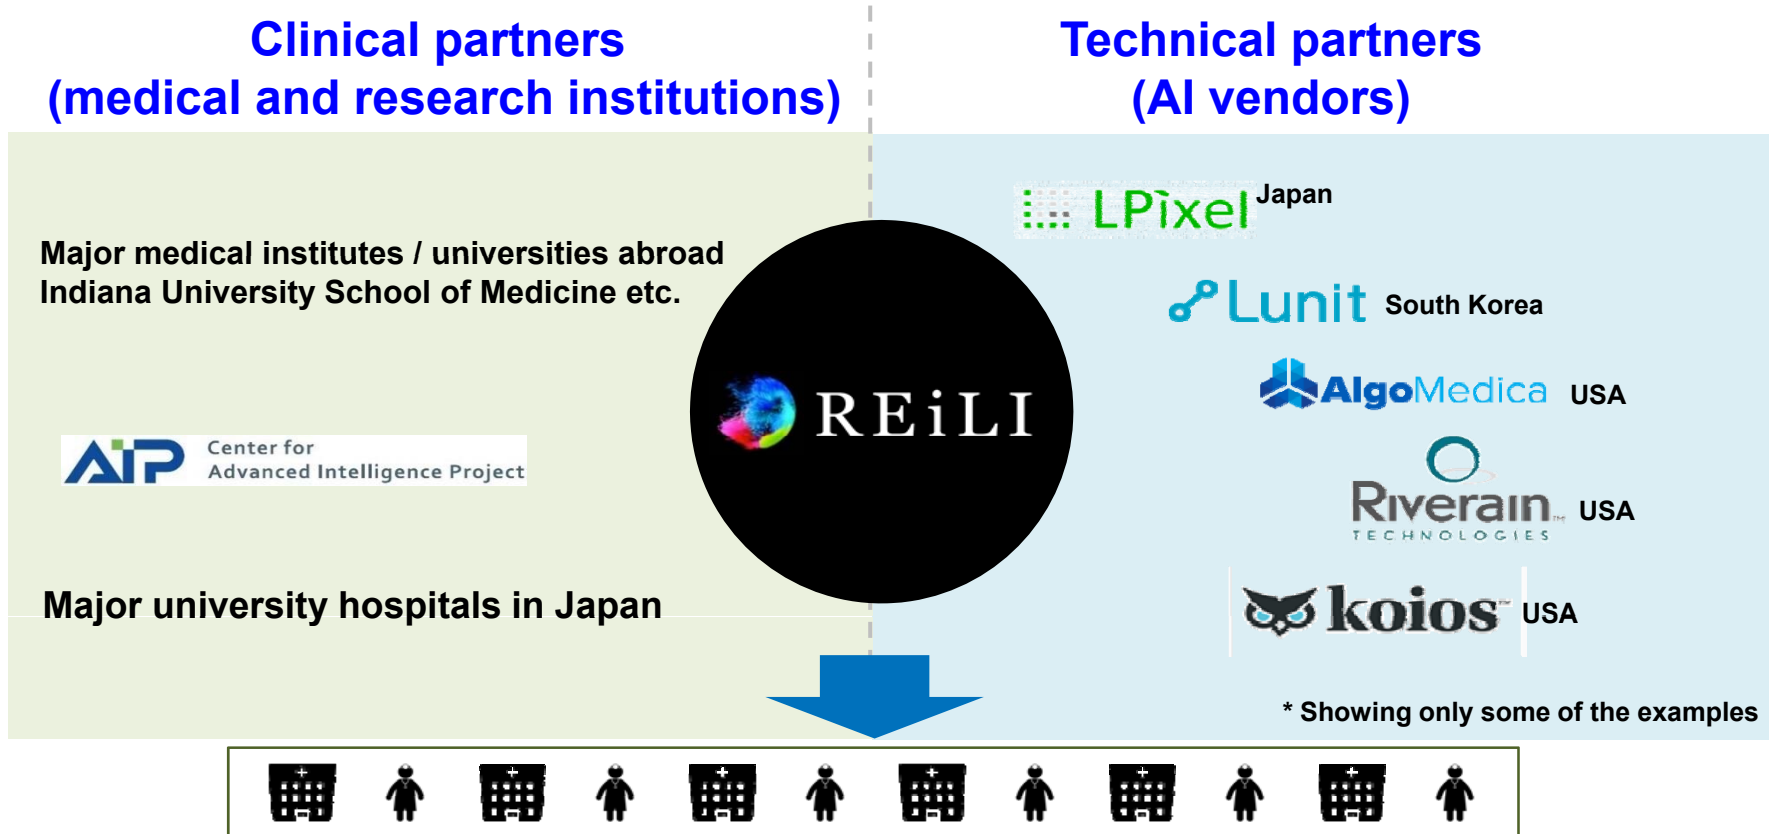 Clinical partners
(medical and research institutions)
Technical partners
(AI vendors)
Major medical institutes / universities abroad
Indiana University School of Medicine etc.
AIP Center for
Advanced Intelligence Project
Major university hospitals in Japan
REiLI
LPixel Japan
Lunit South Korea
AlgoMedica USA
Riverain TM USA
TECHNOLOGIES
koios TM USA
* Showing only some of the examples